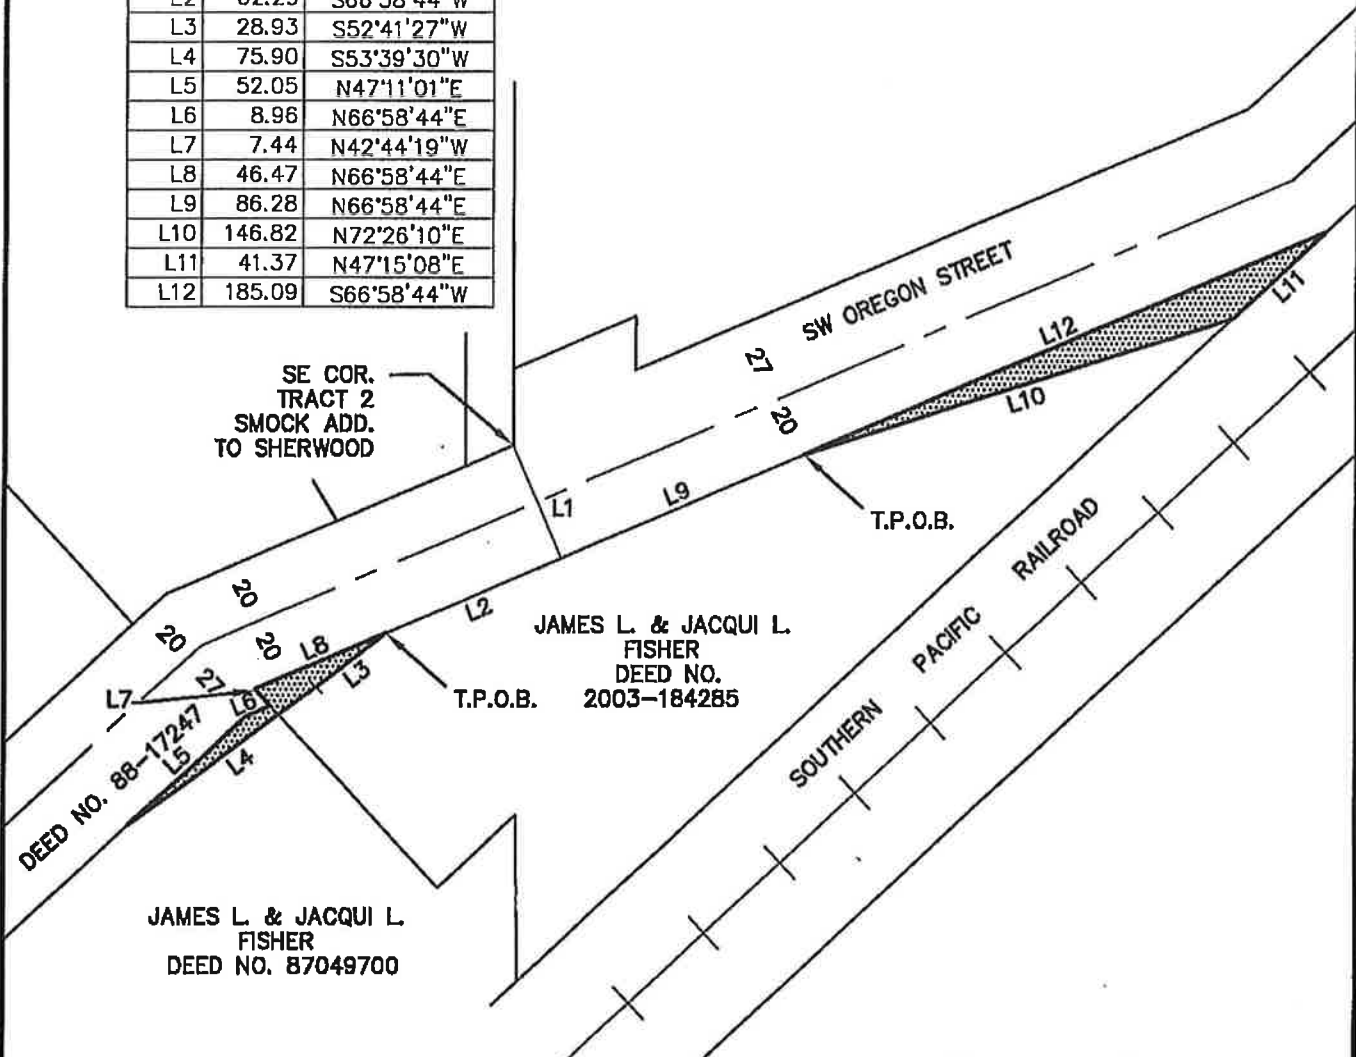 L3 28.93 S52°41'27"W
L4 75.90 S53°39'30"W
L5 52.05 N47°11'01"E
L6 8.96 N66°58'44"E
L7 7.44 N42°44'19"W
L8 46.47 N66°58'44"E
L9 86.28 N66°58'44"E
L10 146.82 N72°26'10"E
L11 41.37 N47°15'08"E
L12 185.09 S66°58'44"W
SW OREGON STREET
27
20
L12
L11
L10
SE COR.
TRACT 2
SMOCK ADD.
TO SHERWOOD
L1
L9
T.P.O.B.
20
20
20
27
L2
L8
L3
L7
L6
L5
L4
T.P.O.B.
JAMES L. & JACQUI L.
FISHER
DEED NO.
2003-184285
SOUTHERN PACIFIC RAILROAD
DEED NO. 88-17247
JAMES L. & JACQUI L.
FISHER
DEED NO. 87049700